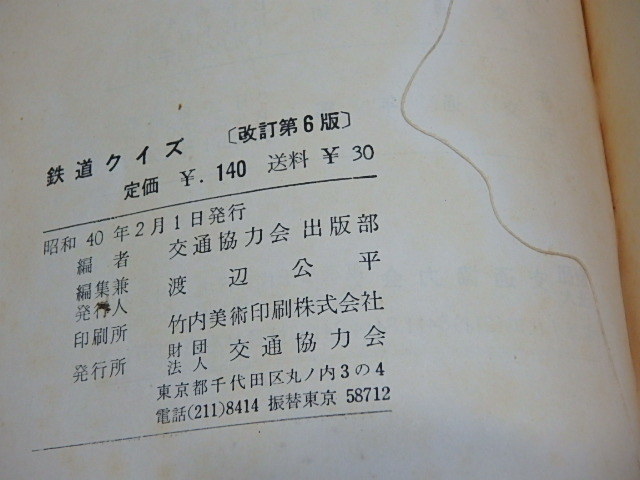 鉄道クイズ 〔改訂第6版〕
定価 ￥. 140 送料 ￥ 30
昭和 40 年 2 月 1 日発行
編者 交通協力会 出版部
編集兼発行人 渡辺公平
印刷所 竹内美術印刷株式会社
発行所 財団法人 交通協力会
東京都千代田区丸ノ内3の4
電話(211)8414 振替東京 58712